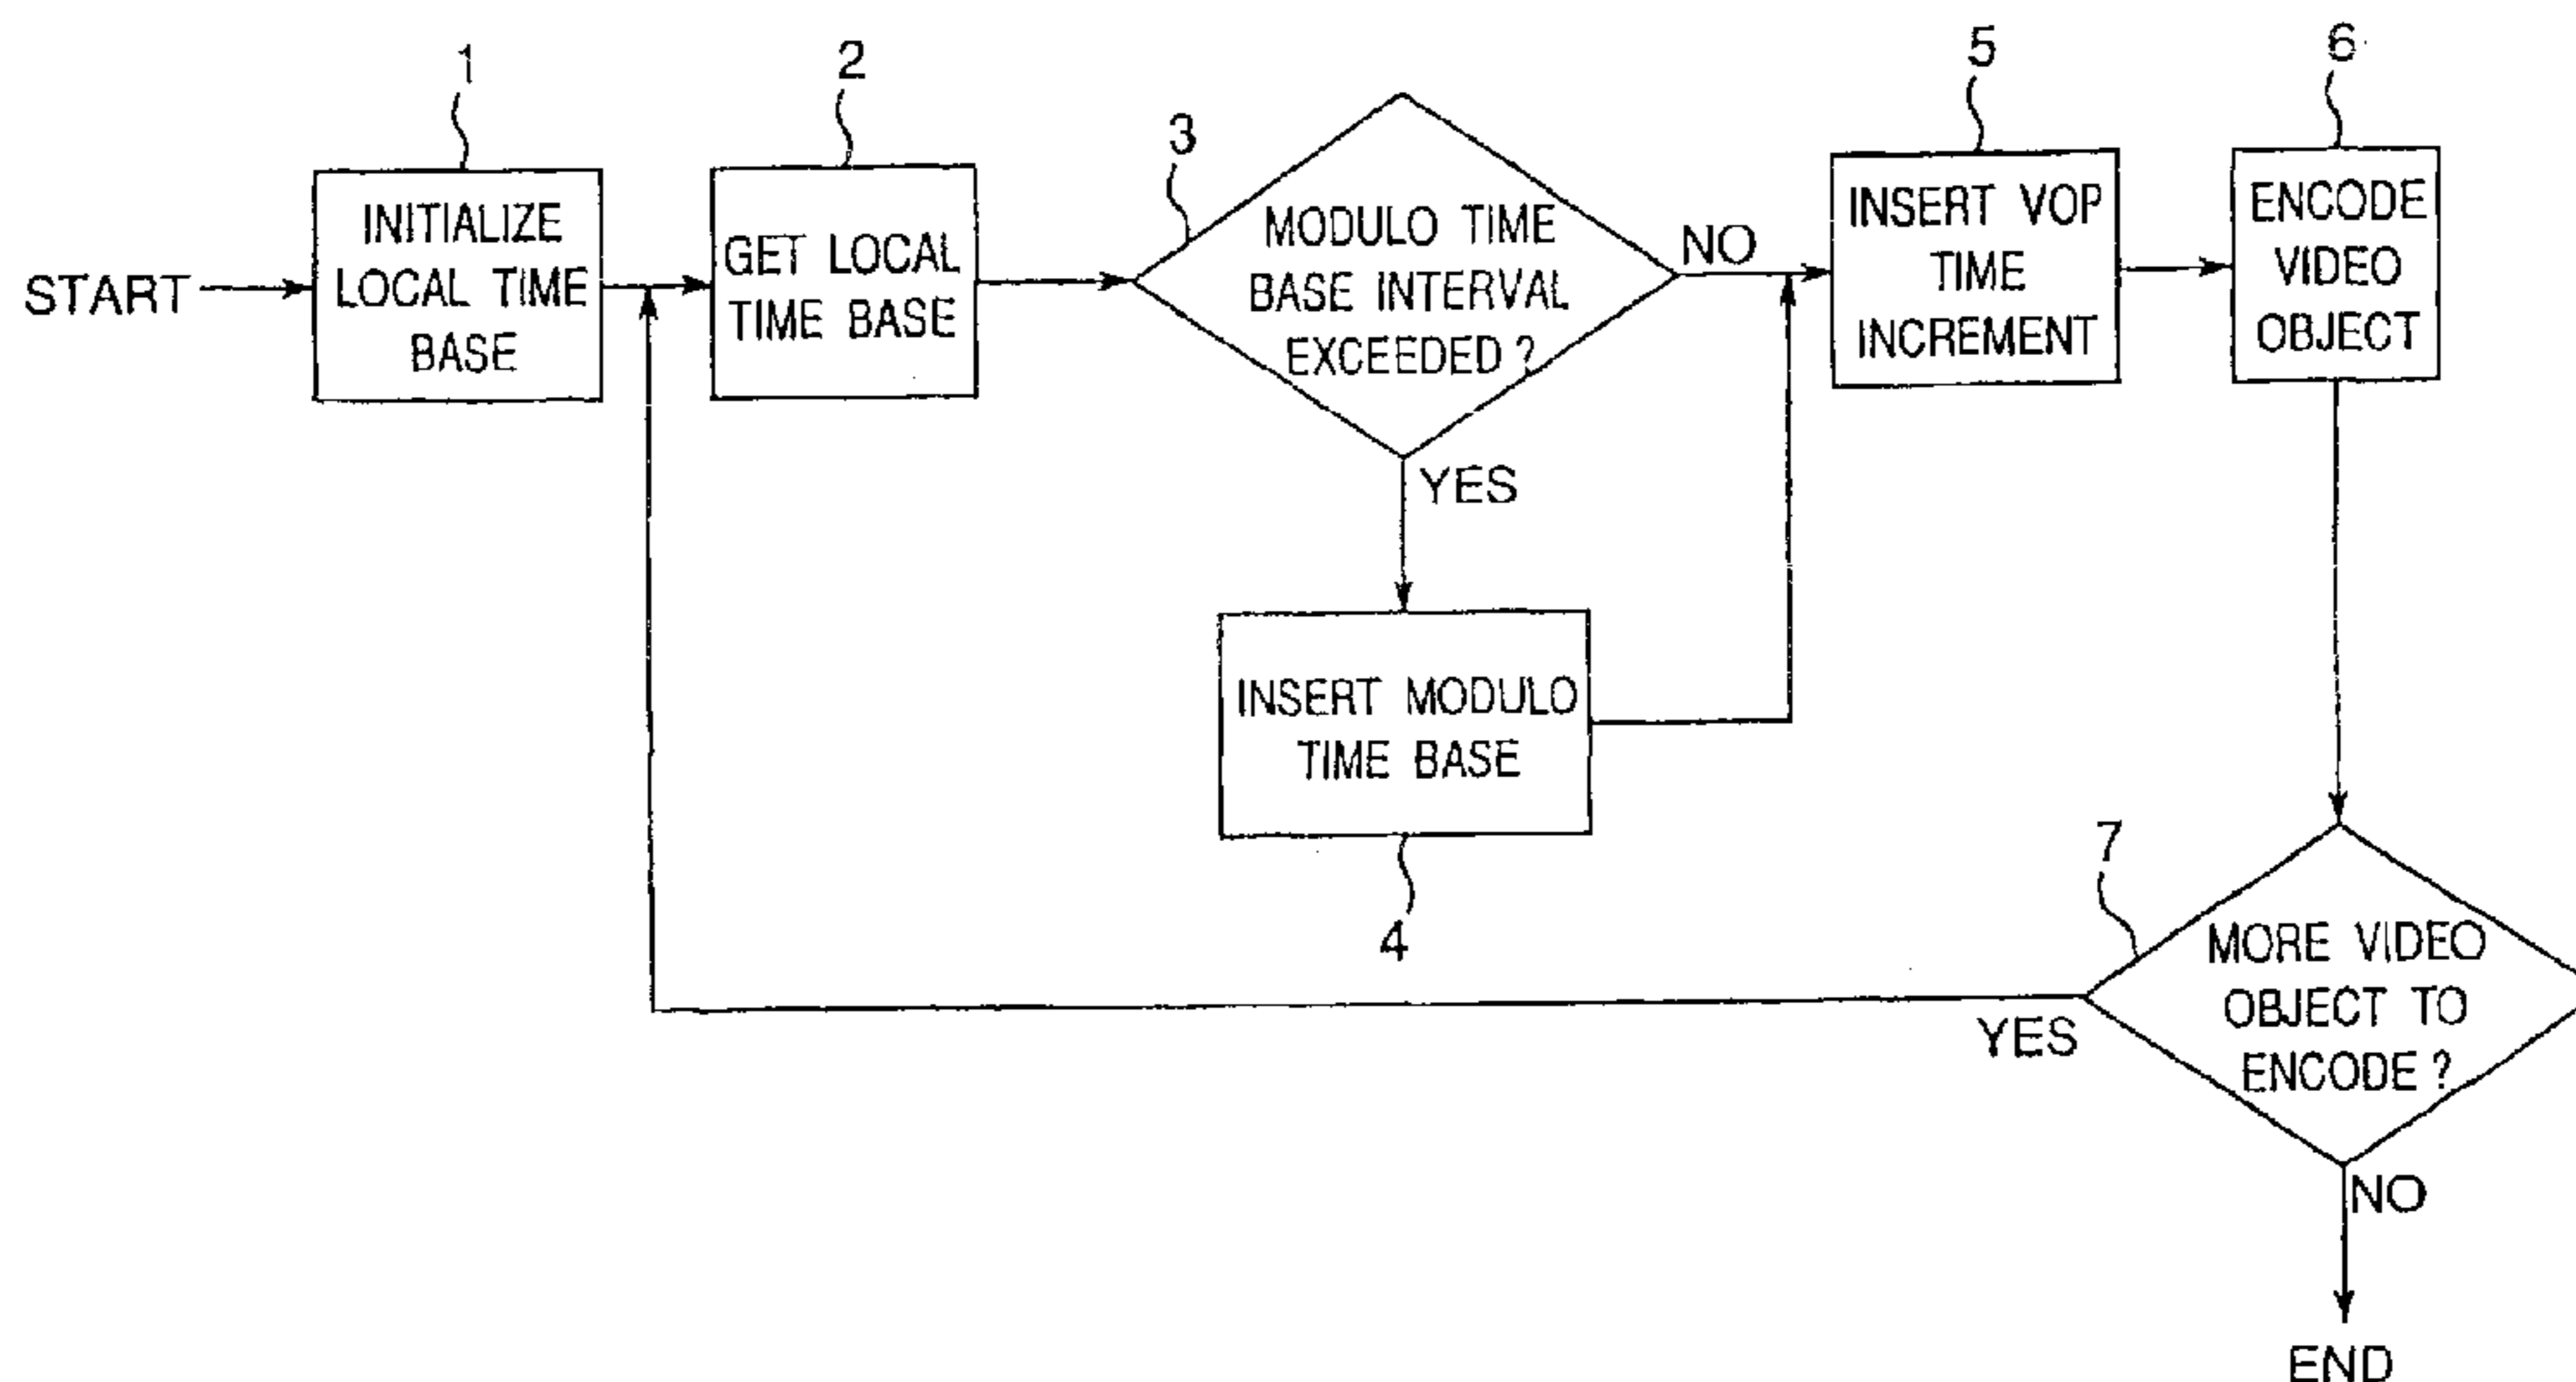 START
1
INITIALIZE
LOCAL TIME
BASE
2
GET LOCAL
TIME BASE
3
MODULO TIME
BASE INTERVAL
EXCEEDED?
NO
YES
INSERT MODULO
TIME BASE
4
5
INSERT VOP
TIME
INCREMENT
6
ENCODE
VIDEO
OBJECT
7
MORE VIDEO
OBJECT TO
ENCODE?
YES
NO
END